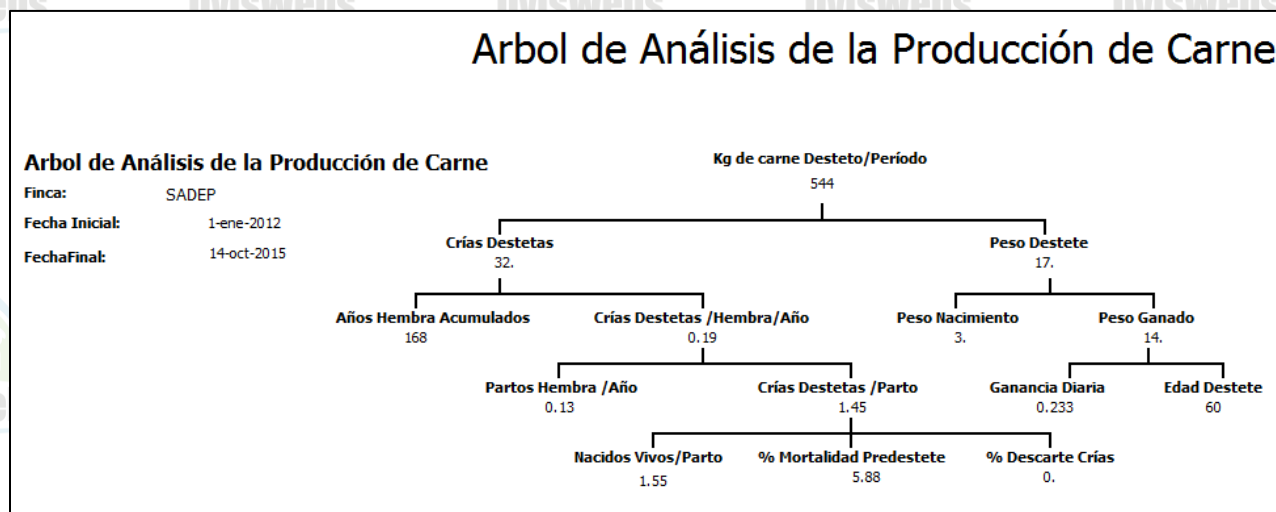 Arbol de Análisis de la Producción de Carne
Arbol de Análisis de la Producción de Carne
Finca: SADEP
Fecha Inicial: 1-ene-2012
FechaFinal: 14-oct-2015
Kg de carne Desteto/Período
544
Crías Destetas
32.
Peso Destete
17.
Años Hembra Acumulados
168
Crías Destetas /Hembra/Año
0.19
Peso Nacimiento
3.
Peso Ganado
14.
Partos Hembra /Año
0.13
Crías Destetas /Parto
1.45
Ganancia Diaria
0.233
Edad Destete
60
Nacidos Vivos/Parto
1.55
% Mortalidad Predestete
5.88
% Descarte Crías
0.